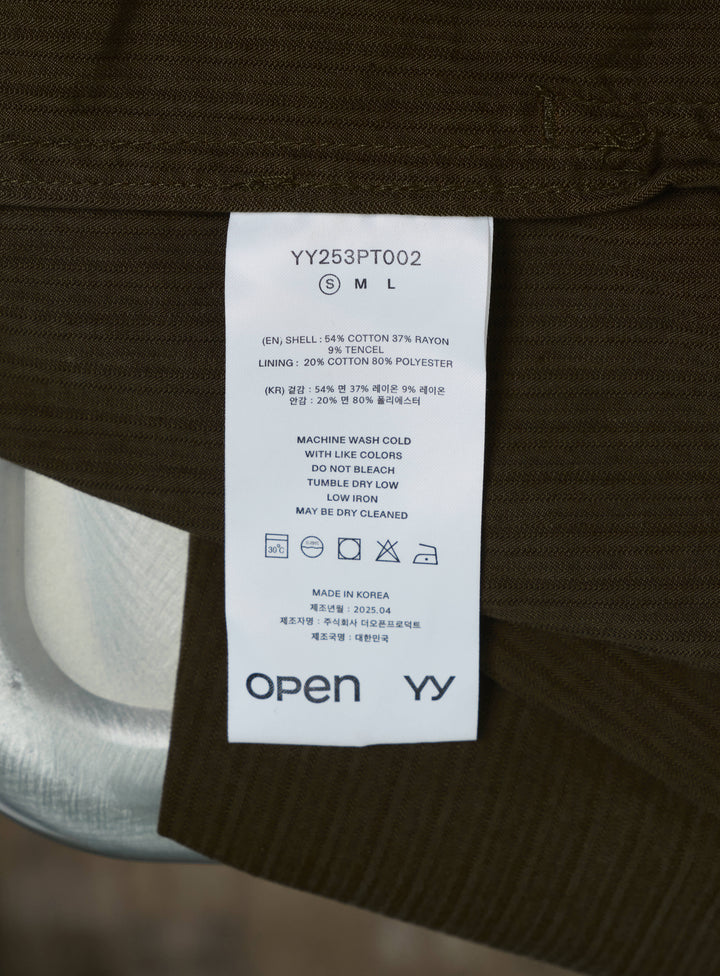 YY253PT002
S M L
(EN) SHELL : 54% COTTON 37% RAYON
9% TENCEL
LINING : 20% COTTON 80% POLYESTER
(KR) 겉감 : 54% 면 37% 레이온 9% 레이온
안감 : 20% 면 80% 폴리에스터
MACHINE WASH COLD
WITH LIKE COLORS
DO NOT BLEACH
TUMBLE DRY LOW
LOW IRON
MAY BE DRY CLEANED
30℃
MADE IN KOREA
제조년월 : 2025.04
제조자명 : 주식회사 더오픈프로덕트
제조국명 : 대한민국
OPEN YY